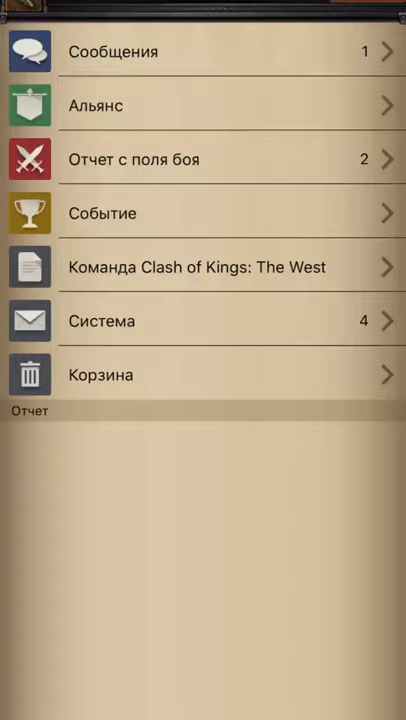 Сообщения 1
Альянс
Отчет с поля боя 2
Событие
Команда Clash of Kings: The West
Система 4
Корзина
Отчет